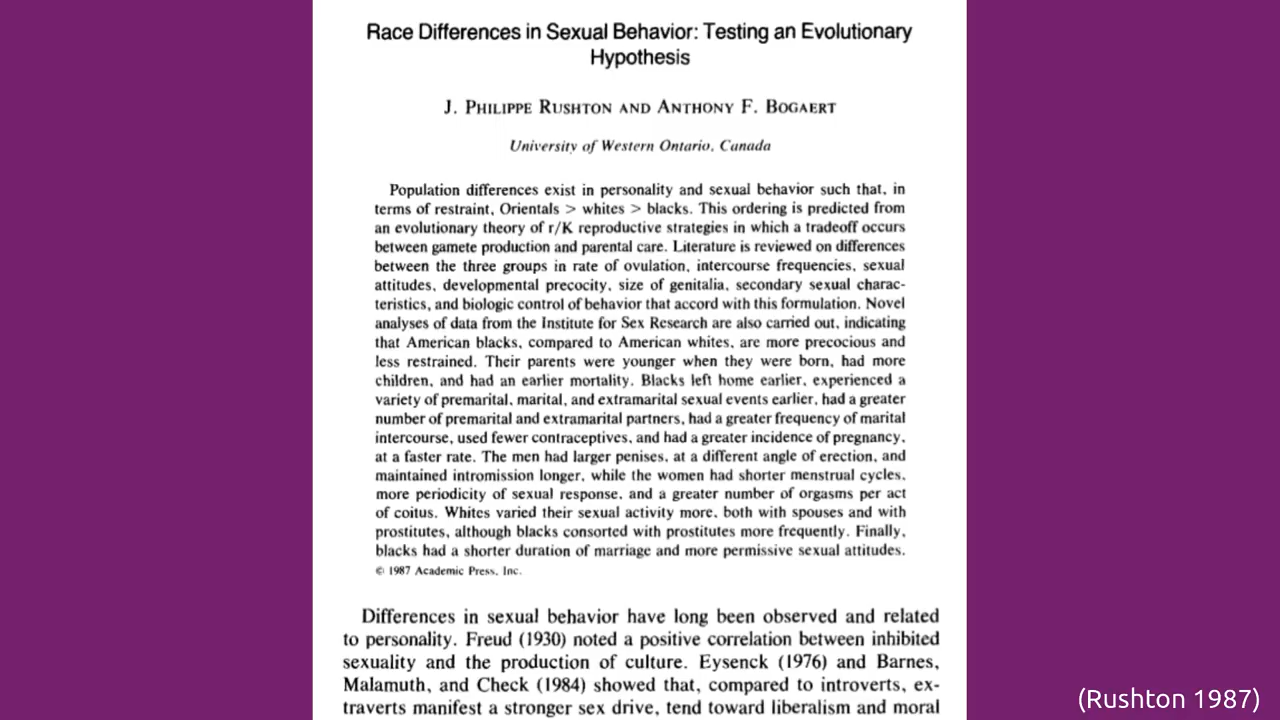 Race Differences in Sexual Behavior: Testing an Evolutionary
Hypothesis
J. PHILIPPE RUSHTON AND ANTHONY F. BOGAERT
University of Western Ontario, Canada
Population differences exist in personality and sexual behavior such that, in
terms of restraint, Orientals > whites > blacks. This ordering is predicted from
an evolutionary theory of r/K reproductive strategies in which a tradeoff occurs
between gamete production and parental care. Literature is reviewed on differences
between the three groups in rate of ovulation, intercourse frequencies, sexual
attitudes, developmental precocity, size of genitalia, secondary sexual charac-
teristics, and biologic control of behavior that accord with this formulation. Novel
analyses of data from the Institute for Sex Research are also carried out, indicating
that American blacks, compared to American whites, are more precocious and
less restrained. Their parents were younger when they were born, had more
children, and had an earlier mortality. Blacks left home earlier, experienced a
variety of premarital, marital, and extramarital sexual events earlier, had a greater
number of premarital and extramarital partners, had a greater frequency of marital
intercourse, used fewer contraceptives, and had a greater incidence of pregnancy,
at a faster rate. The men had larger penises, at a different angle of erection, and
maintained intromission longer, while the women had shorter menstrual cycles,
more periodicity of sexual response, and a greater number of orgasms per act
of coitus. Whites varied their sexual activity more, both with spouses and with
prostitutes, although blacks consorted with prostitutes more frequently. Finally,
blacks had a shorter duration of marriage and more permissive sexual attitudes.
© 1987 Academic Press, Inc.
Differences in sexual behavior have long been observed and related
to personality. Freud (1930) noted a positive correlation between inhibited
sexuality and the production of culture. Eysenck (1976) and Barnes,
Malamuth, and Check (1984) showed that, compared to introverts, ex-
traverts manifest a stronger sex drive, tend toward liberalism and moral
(Rushton 1987)